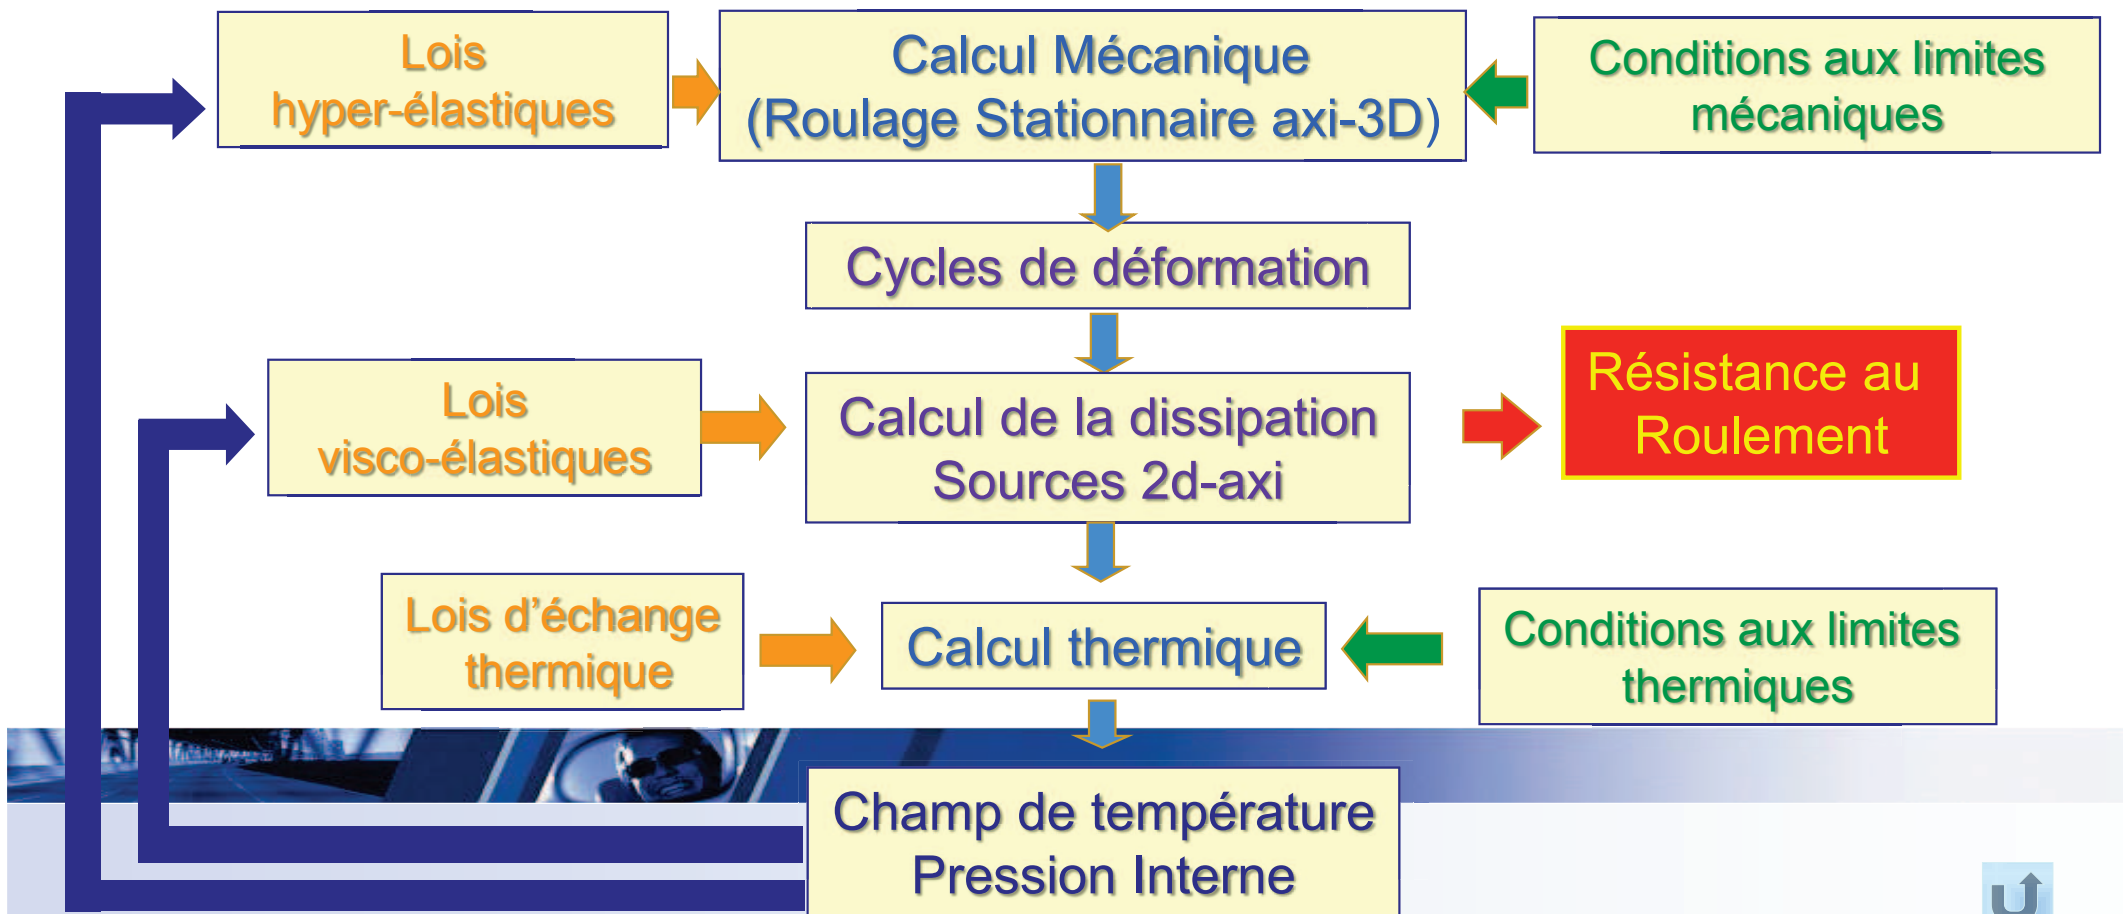 Lois
hyper-élastiques
Calcul Mécanique
(Roulage Stationnaire axi-3D)
Conditions aux limites
mécaniques
Cycles de déformation
Lois
visco-élastiques
Calcul de la dissipation
Sources 2d-axi
Résistance au
Roulement
Lois d’échange
thermique
Calcul thermique
Conditions aux limites
thermiques
Champ de température
Pression Interne